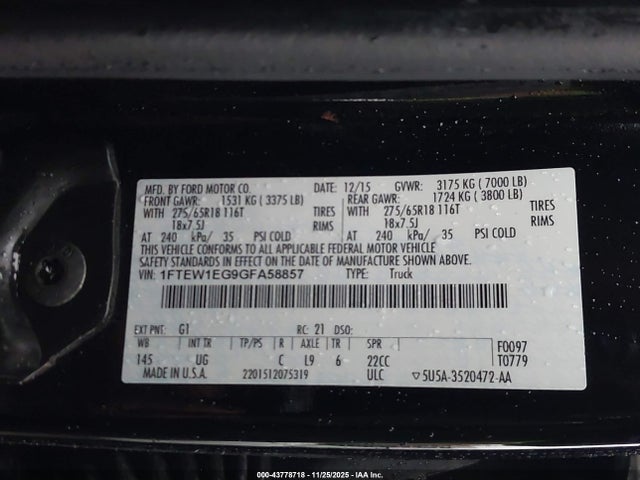 MFD. BY FORD MOTOR CO. DATE: 12/15 GVWR: 3175 KG ( 7000 LB)
FRONT GAWR: 1531 KG ( 3375 LB) REAR GAWR: 1724 KG ( 3800 LB)
WITH 275/65R18 116T TIRES WITH 275/65R18 116T TIRES
18x7.5J RIMS 18x7.5J RIMS
AT 240 kPa/ 35 PSI COLD AT 240 kPa/ 35 PSI COLD
THIS VEHICLE CONFORMS TO ALL APPLICABLE FEDERAL MOTOR VEHICLE
SAFETY STANDARDS IN EFFECT ON THE DATE OF MANUFACTURE SHOWN ABOVE.
VIN: 1FTEW1EG9GFA58857 TYPE: Truck
EXT PNT: G1 RC: 21 DSO:
WB INT TR TP/PS R AXLE TR SPR F0097
145 UG C L9 6 22CC T0779
MADE IN U.S.A. 2201512075319 ULC ▽5U5A-3520472-AA
000-43778718 - 11/25/2025 - IAA Inc.